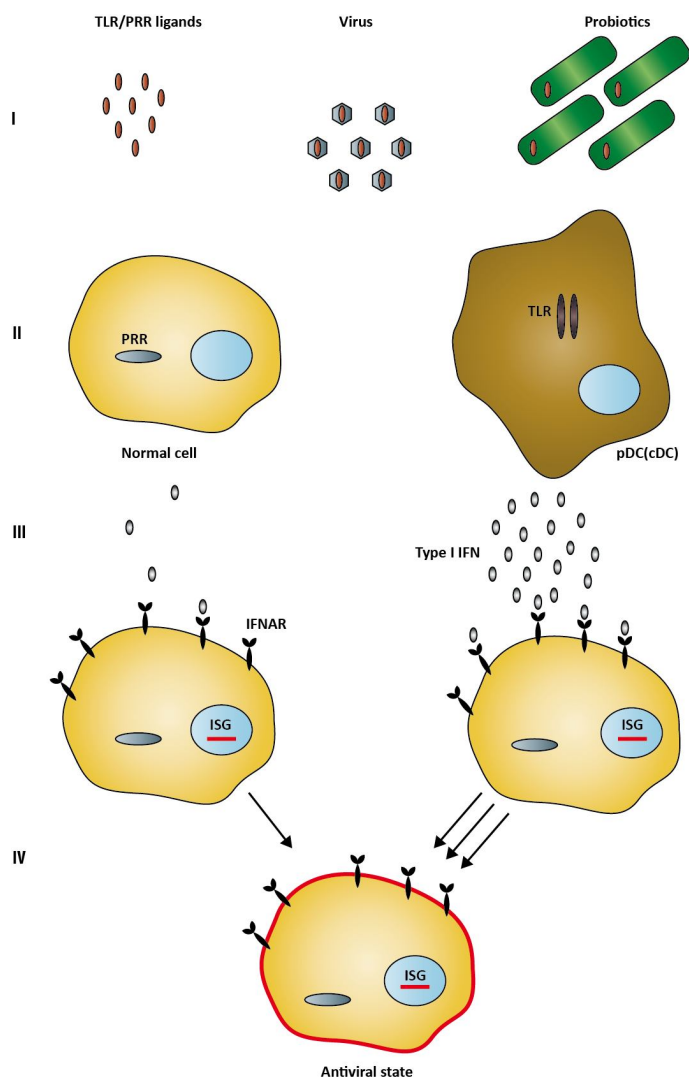 TLR/PRR ligands
Virus
Probiotics
I
II
PRR
TLR
Normal cell
pDC(cDC)
III
Type I IFN
IFNAR
ISG
ISG
IV
ISG
Antiviral state